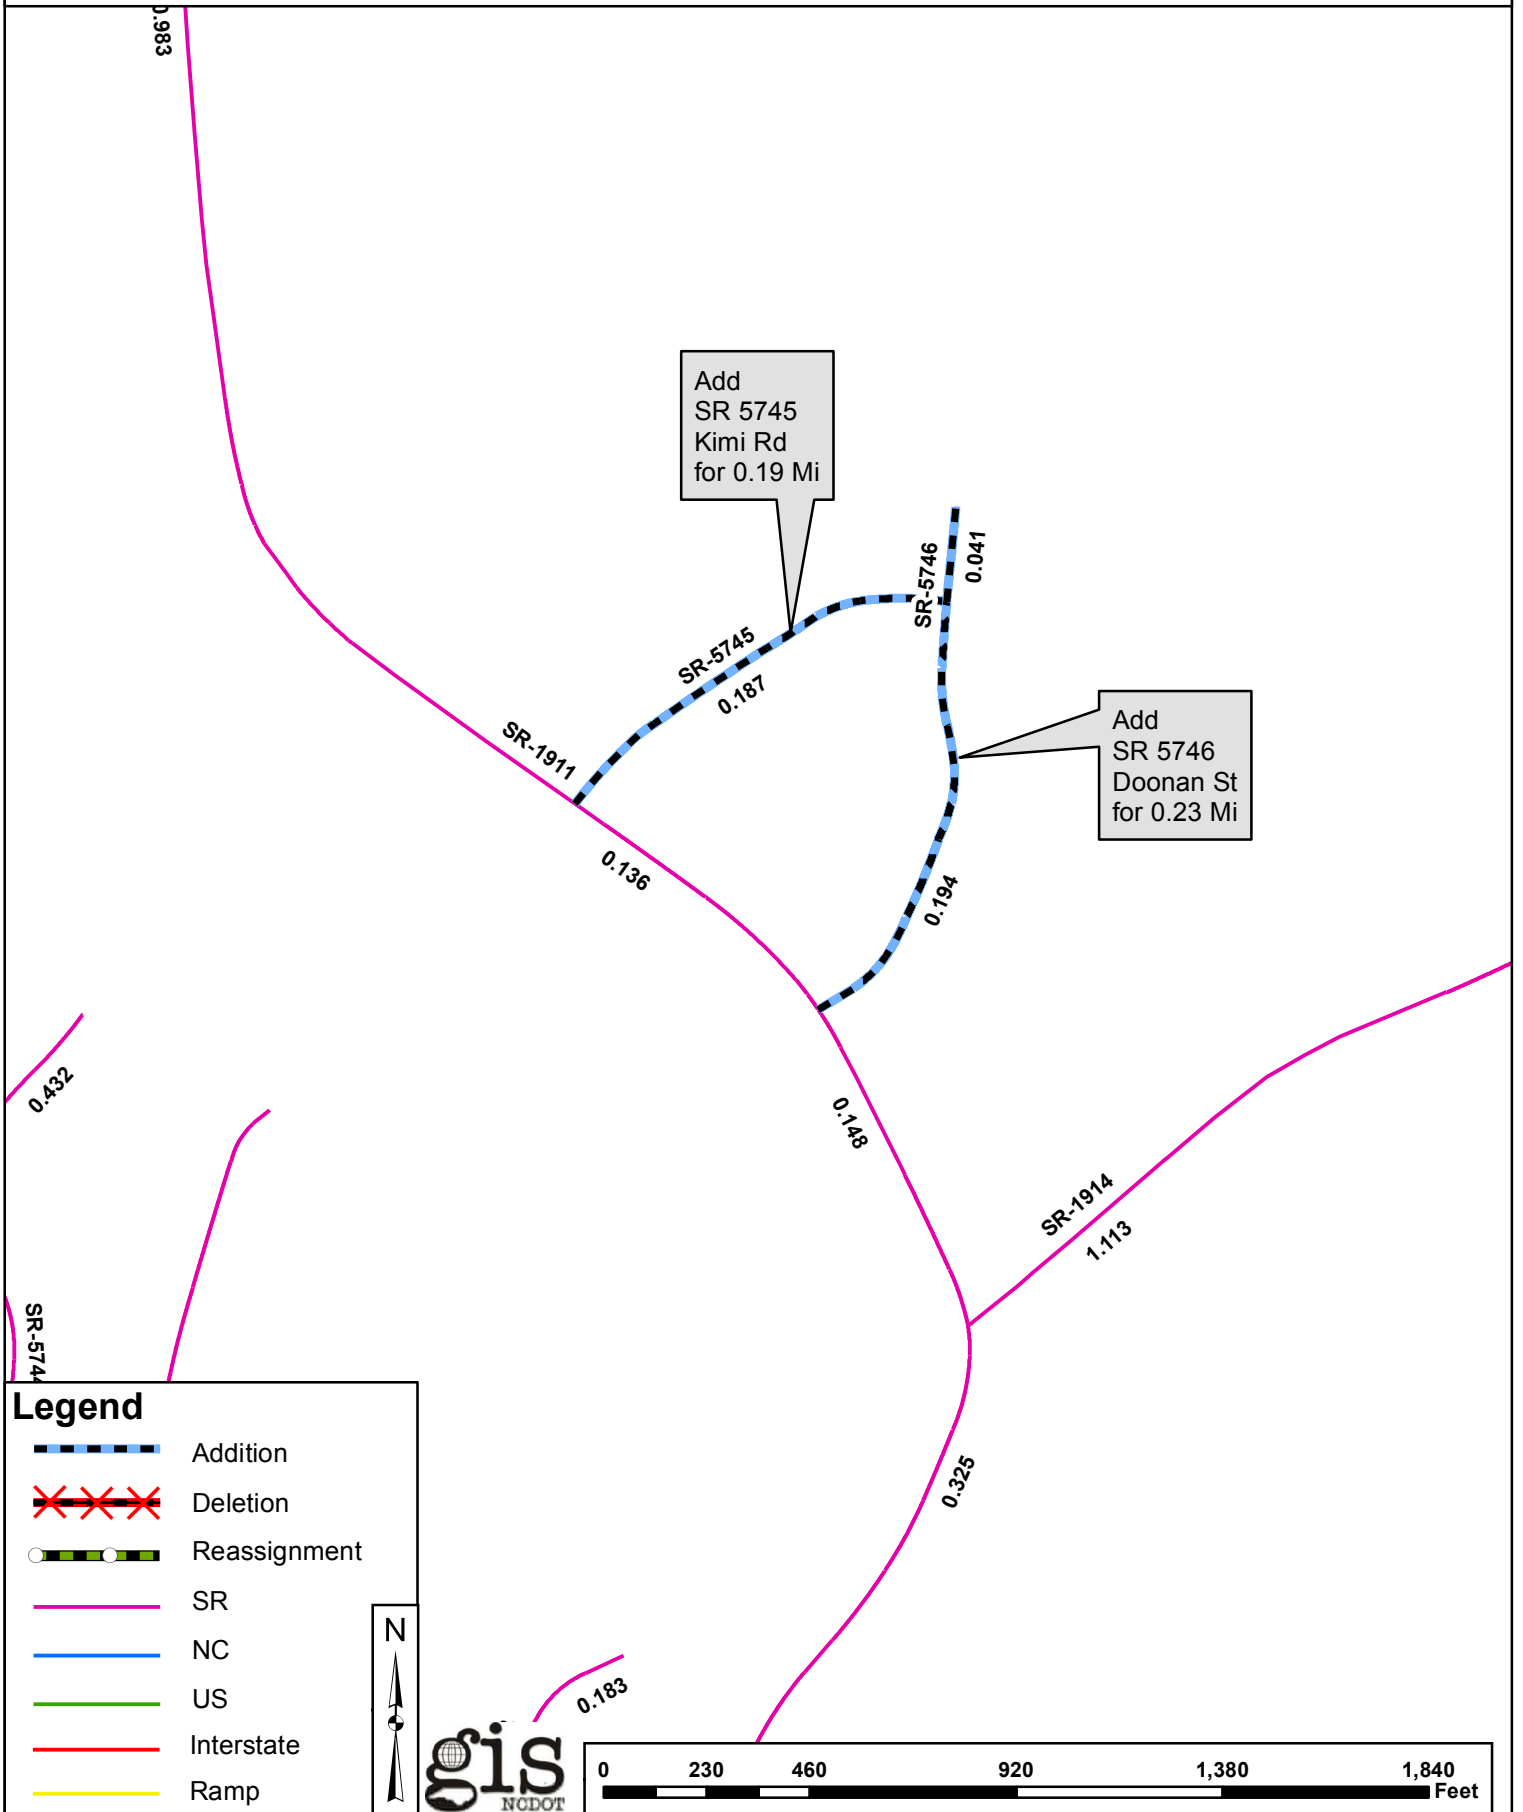 0.983
Add
SR 5745
Kimi Rd
for 0.19 Mi
SR-5746
0.041
SR-5745
0.187
Add
SR 5746
Doonan St
for 0.23 Mi
SR-1911
0.136
0.194
0.432
0.148
SR-1914
1.113
SR-5744
0.325
0.183
Legend
Addition
Deletion
Reassignment
SR
NC
US
Interstate
Ramp
N
gis
NCDOT
0 230 460 920 1,380 1,840
Feet